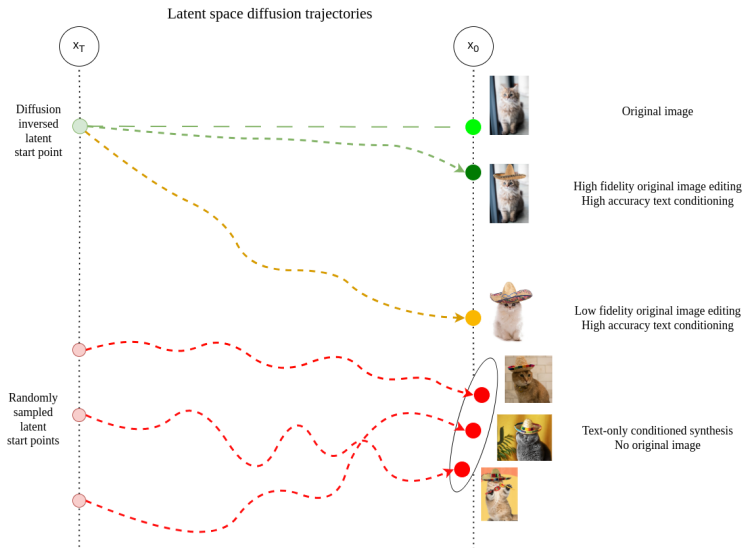 Latent space diffusion trajectories
x_T
x_0
Diffusion
inversed
latent
start point
Original image
High fidelity original image editing
High accuracy text conditioning
Low fidelity original image editing
High accuracy text conditioning
Randomly
sampled
latent
start points
Text-only conditioned synthesis
No original image